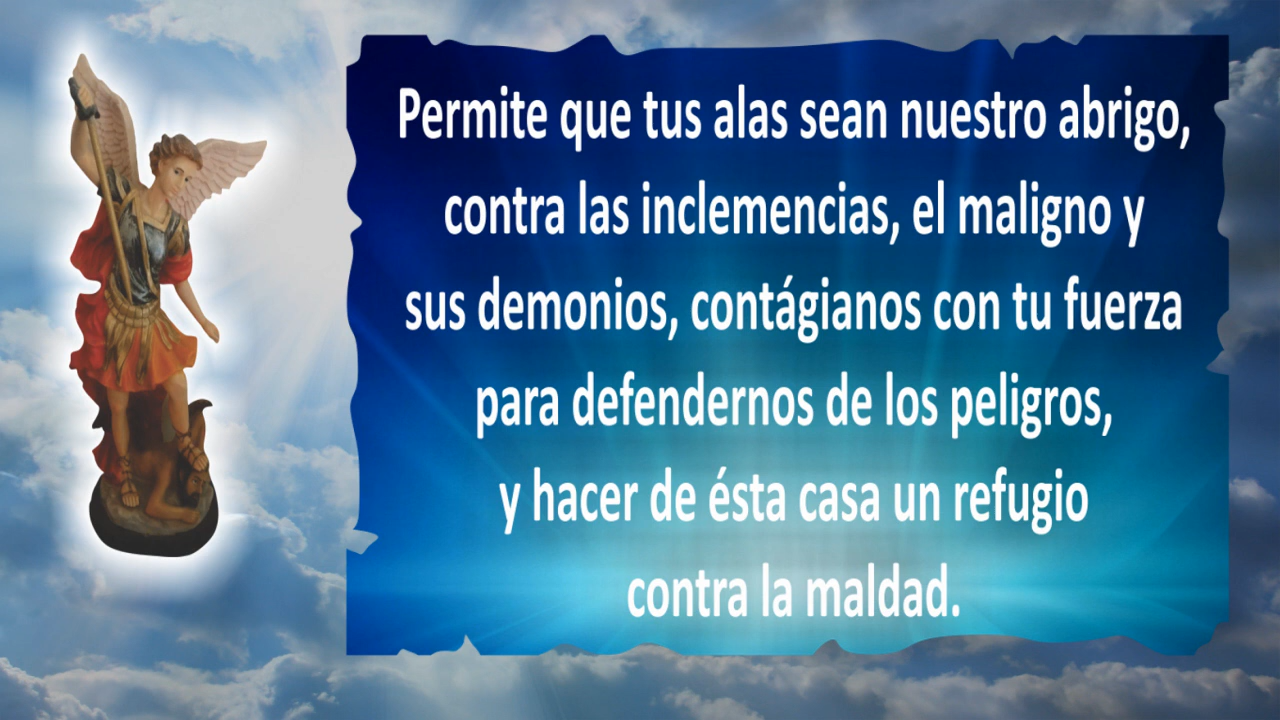 Permite que tus alas sean nuestro abrigo,
contra las inclemencias, el maligno y
sus demonios, contágianos con tu fuerza
para defendernos de los peligros,
y hacer de ésta casa un refugio
contra la maldad.